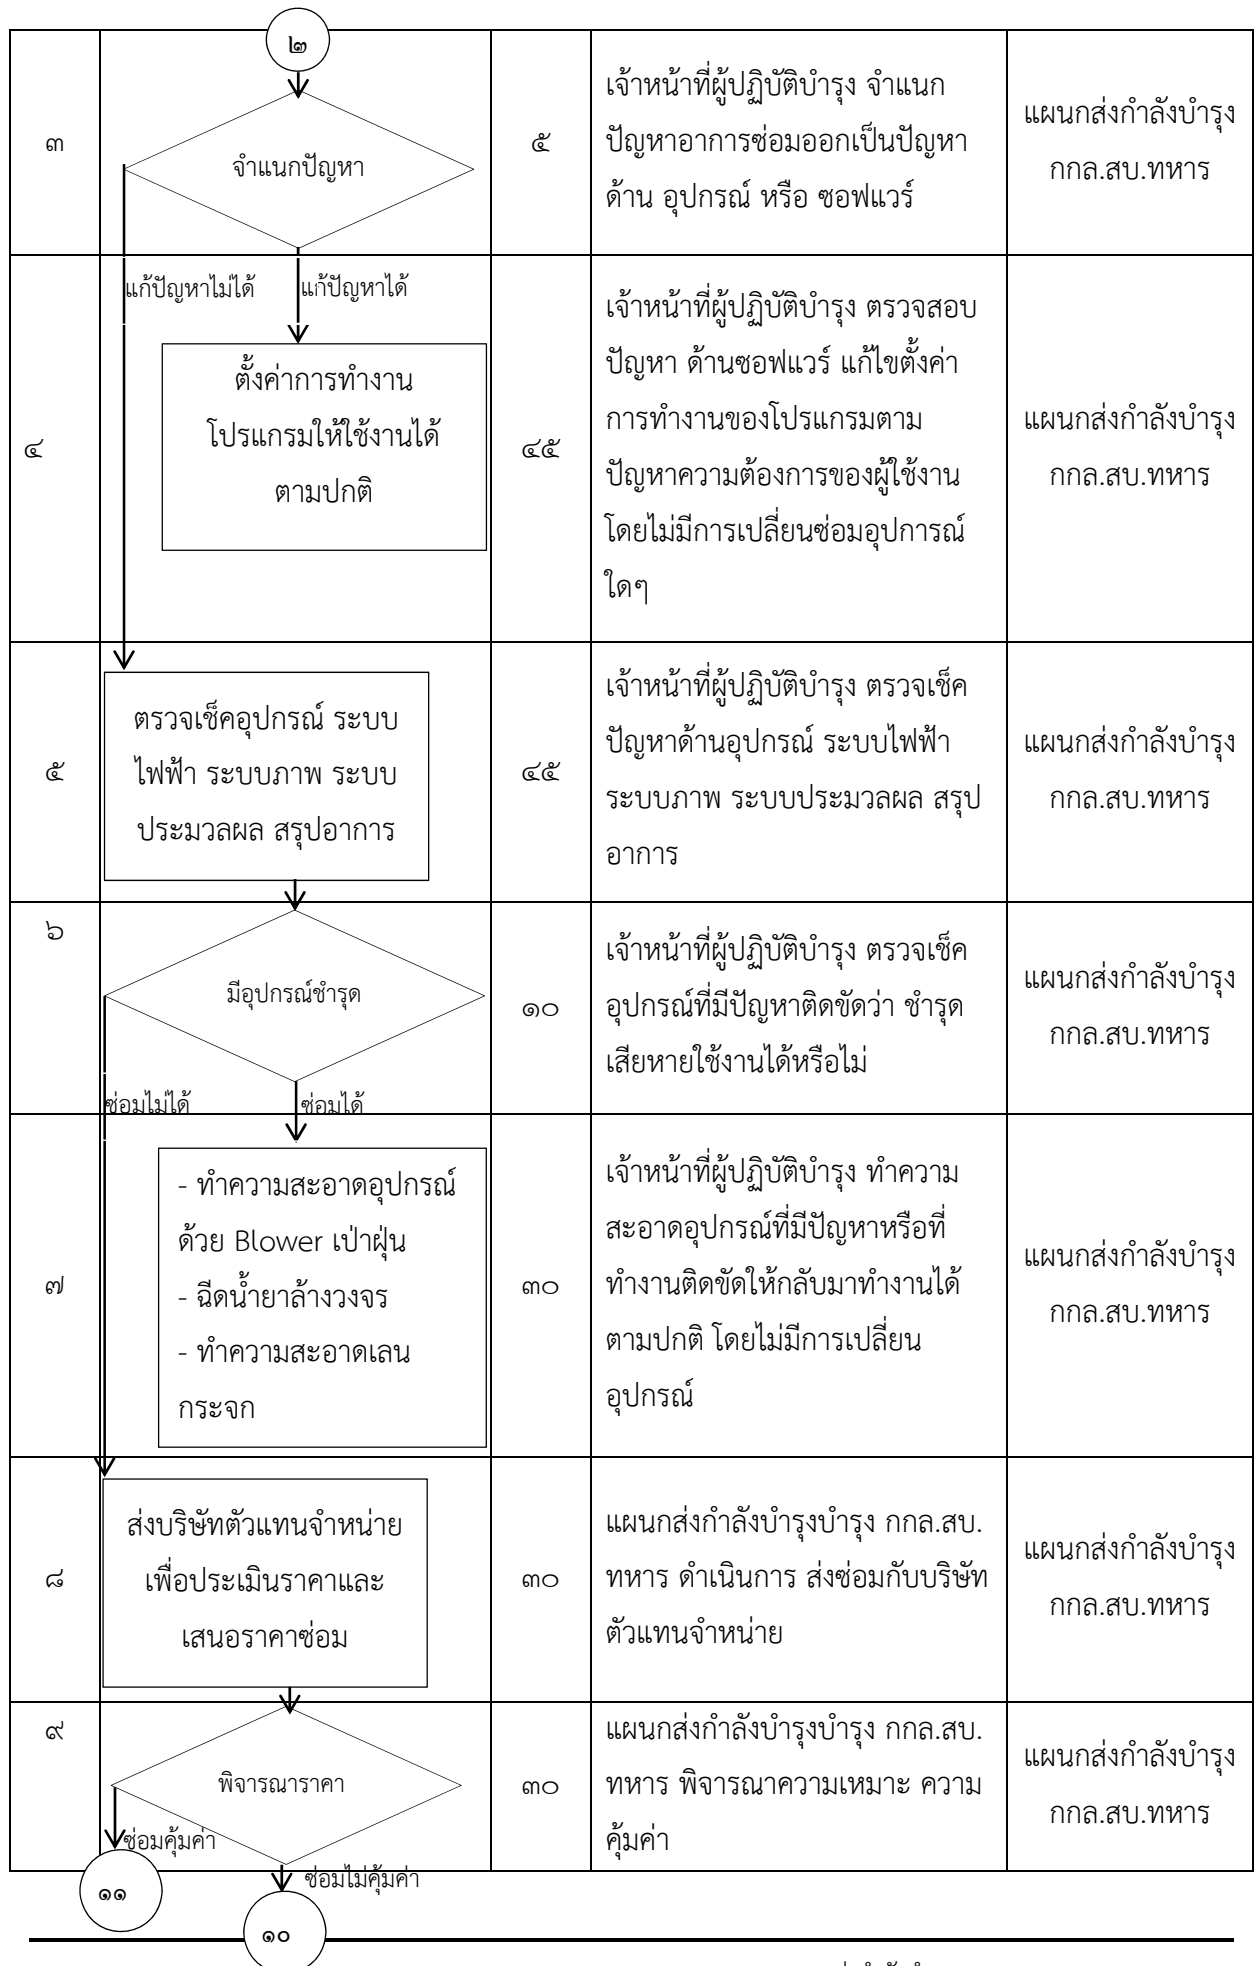 ๒
๓
จำแนกปัญหา
๕
เจ้าหน้าที่ผู้ปฏิบัติบำรุง จำแนก
ปัญหาอาการซ่อมออกเป็นปัญหา
ด้าน อุปกรณ์ หรือ ซอฟแวร์
แผนกส่งกำลังบำรุง
กกล.สบ.ทหาร
แก้ปัญหาไม่ได้
แก้ปัญหาได้
๔
ตั้งค่าการทำงาน
โปรแกรมให้ใช้งานได้
ตามปกติ
๔๕
เจ้าหน้าที่ผู้ปฏิบัติบำรุง ตรวจสอบ
ปัญหา ด้านซอฟแวร์ แก้ไขตั้งค่า
การทำงานของโปรแกรมตาม
ปัญหาความต้องการของผู้ใช้งาน
โดยไม่มีการเปลี่ยนซ่อมอุปการณ์
ใดๆ
แผนกส่งกำลังบำรุง
กกล.สบ.ทหาร
๕
ตรวจเช็คอุปกรณ์ ระบบ
ไฟฟ้า ระบบภาพ ระบบ
ประมวลผล สรุปอาการ
๔๕
เจ้าหน้าที่ผู้ปฏิบัติบำรุง ตรวจเช็ค
ปัญหาด้านอุปกรณ์ ระบบไฟฟ้า
ระบบภาพ ระบบประมวลผล สรุป
อาการ
แผนกส่งกำลังบำรุง
กกล.สบ.ทหาร
๖
มีอุปกรณ์ชำรุด
๑๐
เจ้าหน้าที่ผู้ปฏิบัติบำรุง ตรวจเช็ค
อุปกรณ์ที่มีปัญหาติดขัดว่า ชำรุด
เสียหายใช้งานได้หรือไม่
แผนกส่งกำลังบำรุง
กกล.สบ.ทหาร
ซ่อมไม่ได้
ซ่อมได้
๗
- ทำความสะอาดอุปกรณ์
ด้วย Blower เป่าฝุ่น
- ฉีดน้ำยาล้างวงจร
- ทำความสะอาดเลน
กระจก
๓๐
เจ้าหน้าที่ผู้ปฏิบัติบำรุง ทำความ
สะอาดอุปกรณ์ที่มีปัญหาหรือที่
ทำงานติดขัดให้กลับมาทำงานได้
ตามปกติ โดยไม่มีการเปลี่ยน
อุปกรณ์
แผนกส่งกำลังบำรุง
กกล.สบ.ทหาร
๘
ส่งบริษัทตัวแทนจำหน่าย
เพื่อประเมินราคาและ
เสนอราคาซ่อม
๓๐
แผนกส่งกำลังบำรุงบำรุง กกล.สบ.
ทหาร ดำเนินการ ส่งซ่อมกับบริษัท
ตัวแทนจำหน่าย
แผนกส่งกำลังบำรุง
กกล.สบ.ทหาร
๙
พิจารณาราคา
๓๐
แผนกส่งกำลังบำรุงบำรุง กกล.สบ.
ทหาร พิจารณาความเหมาะ ความ
คุ้มค่า
แผนกส่งกำลังบำรุง
กกล.สบ.ทหาร
ซ่อมคุ้มค่า
ซ่อมไม่คุ้มค่า
๑๑
๑๐